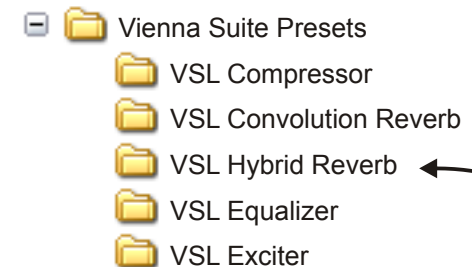 Vienna Suite Presets
VSL Compressor
VSL Convolution Reverb
VSL Hybrid Reverb
VSL Equalizer
VSL Exciter